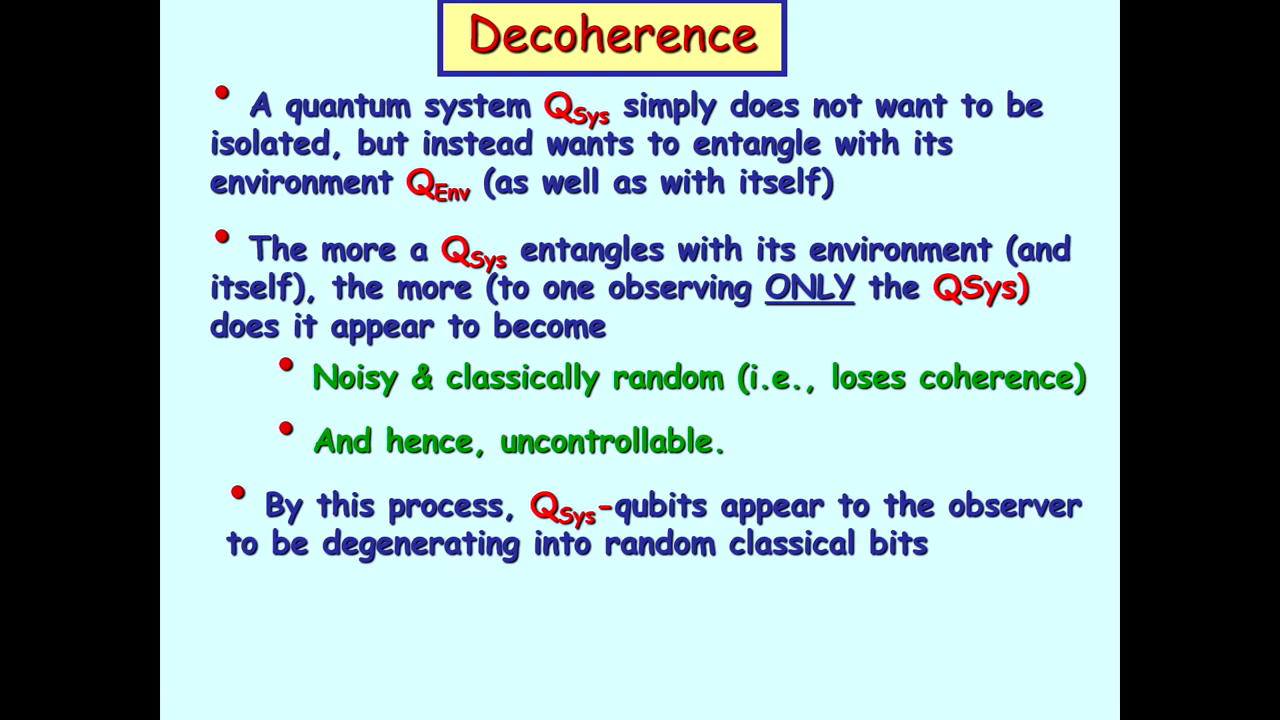 Decoherence
• A quantum system QSys simply does not want to be
isolated, but instead wants to entangle with its
environment QEnv (as well as with itself)
• The more a QSys entangles with its environment (and
itself), the more (to one observing ONLY the QSys)
does it appear to become
• Noisy & classically random (i.e., loses coherence)
• And hence, uncontrollable.
• By this process, QSys-qubits appear to the observer
to be degenerating into random classical bits